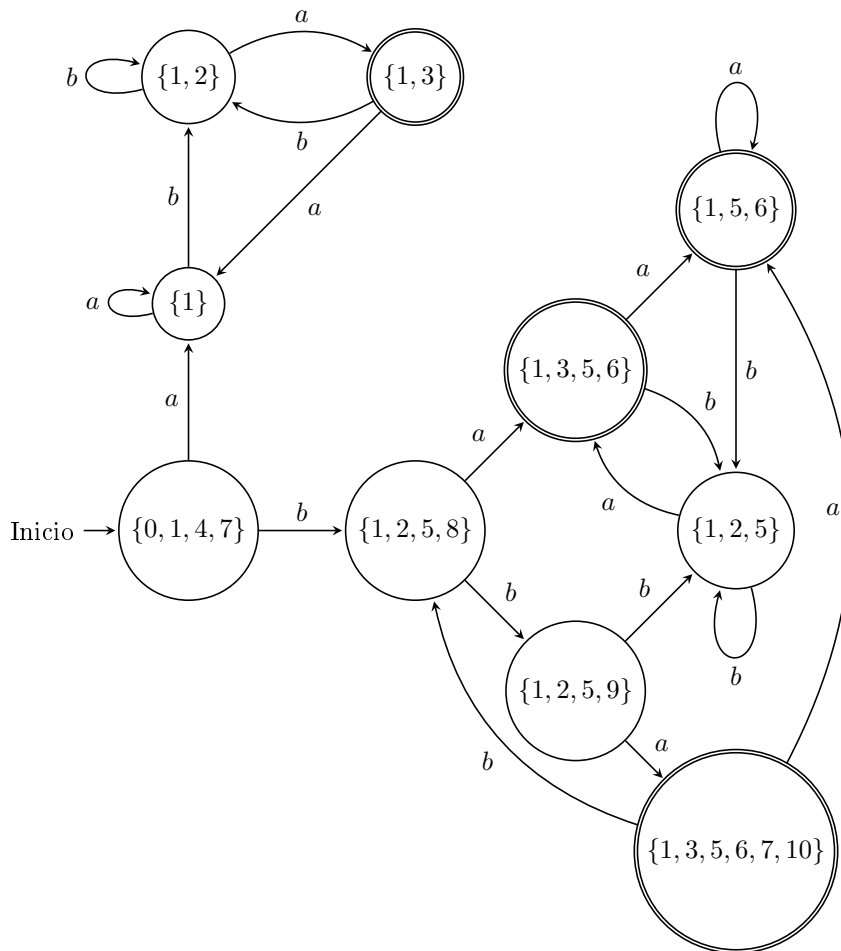 a
b
{1, 2}
{1, 3}
b
a
b
a
a
{1, 5, 6}
a
{1}
a
b
{1, 3, 5, 6}
b
a
a
a
Inicio
{0, 1, 4, 7}
b
{1, 2, 5, 8}
{1, 2, 5}
a
b
b
b
{1, 2, 5, 9}
a
b
{1, 3, 5, 6, 7, 10}